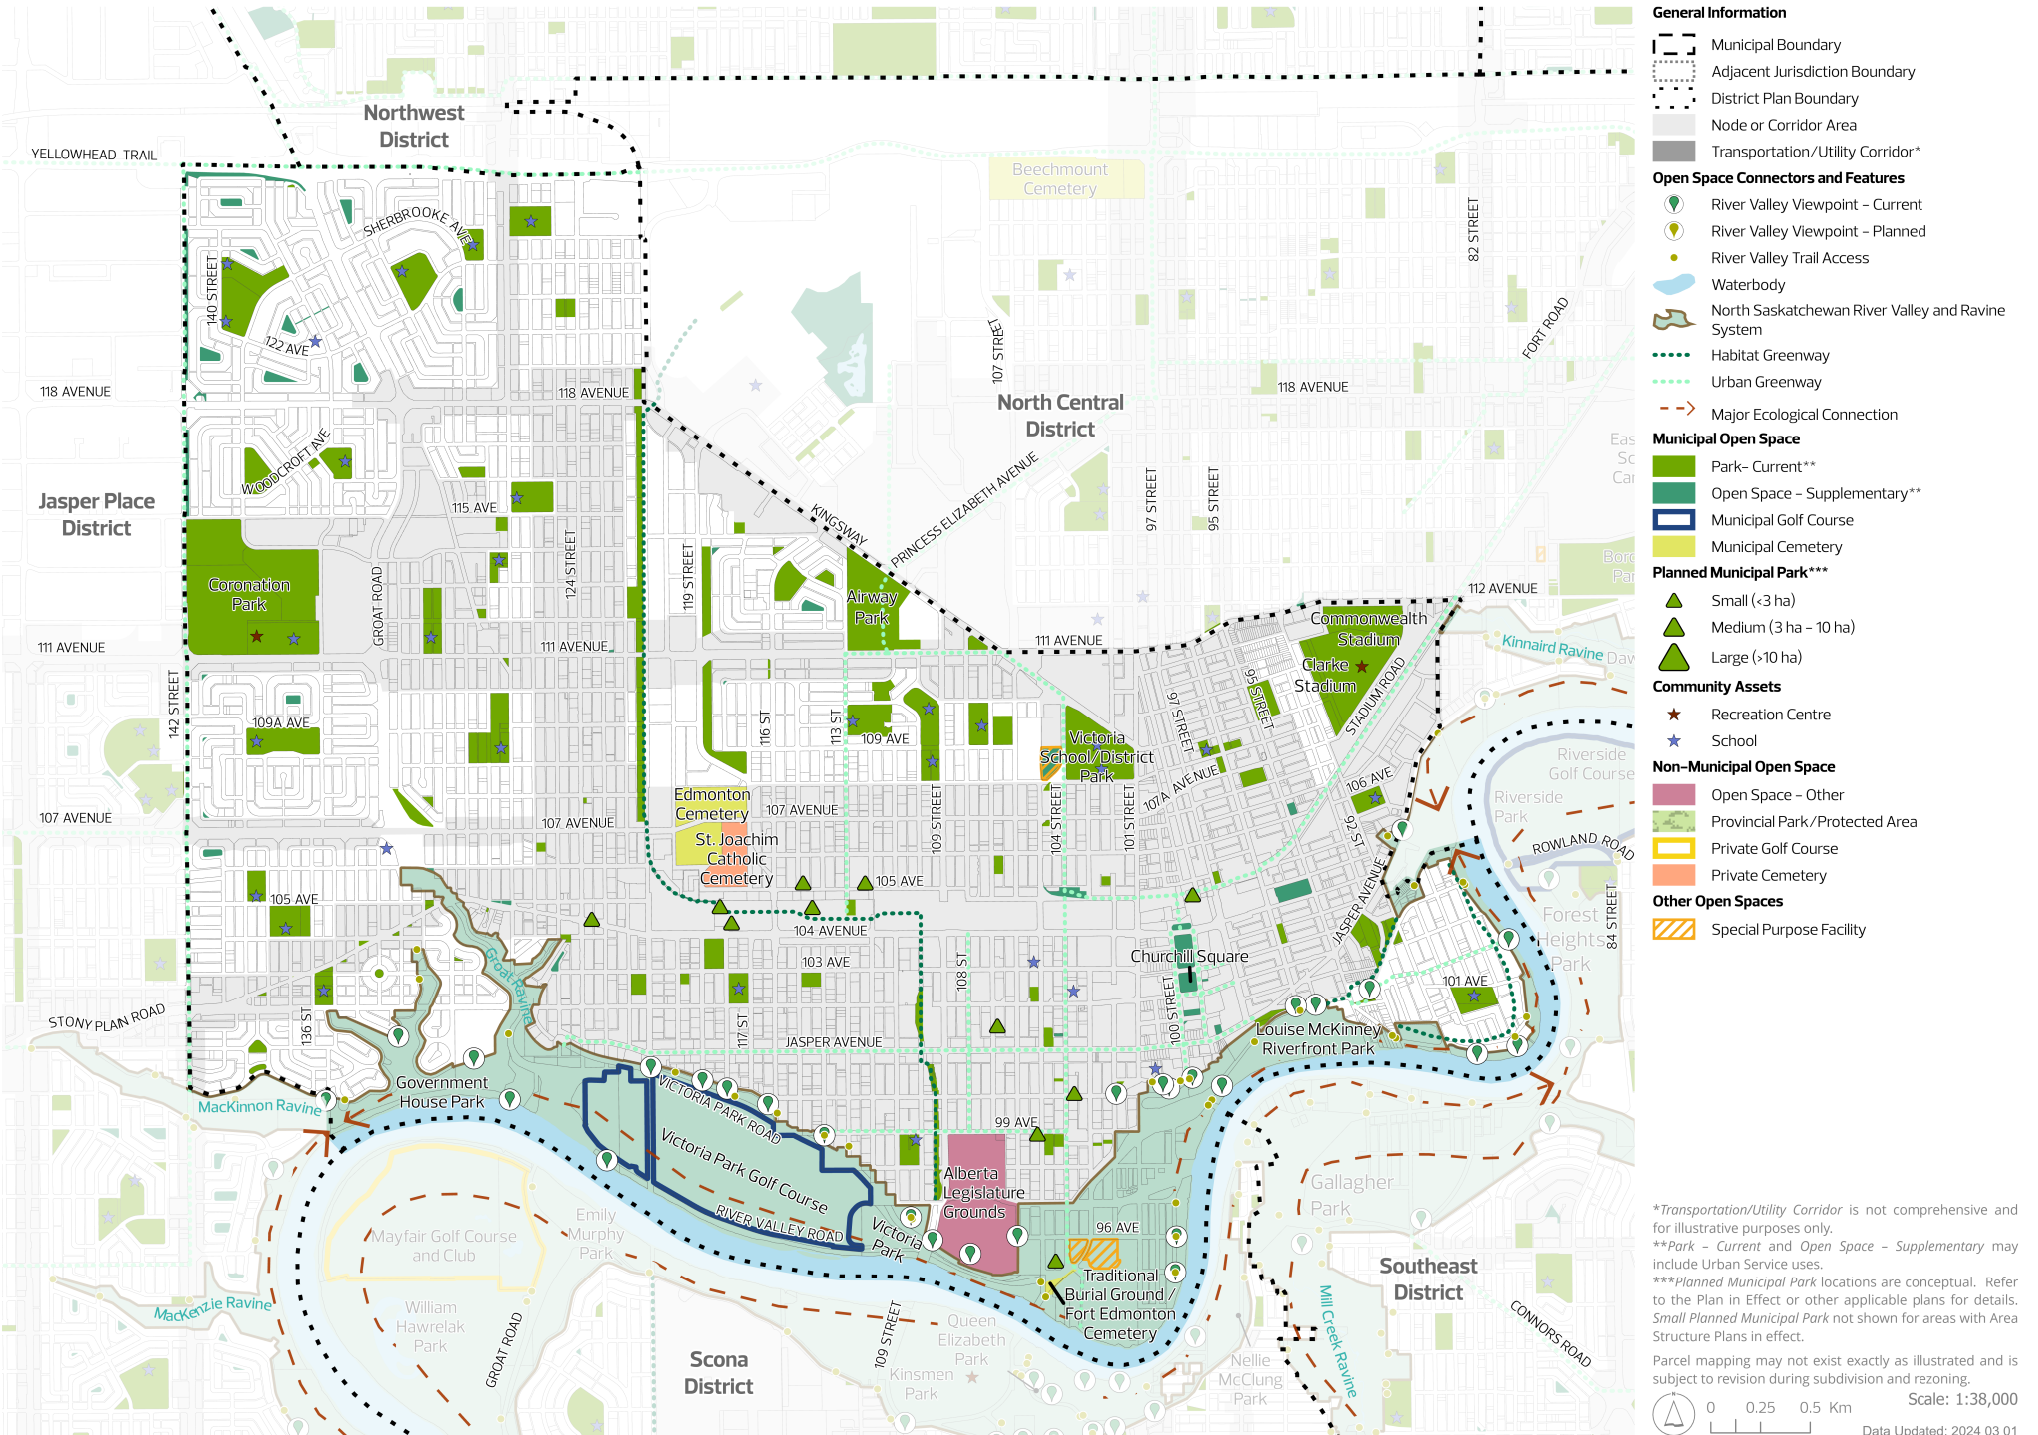 Northwest
District
YELLOWHEAD TRAIL
Beechmount
Cemetery
SHERBROOKE AVE
140 STREET
122 AVE
82 STREET
FORT ROAD
107 STREET
118 AVENUE
118 AVENUE
118 AVENUE
North Central
District
WOODCROFT AVE
Jasper Place
District
115 AVE
KINGSWAY
PRINCESS ELIZABETH AVENUE
97 STREET
95 STREET
124 STREET
119 STREET
GROAT ROAD
Coronation
Park
Airway
Park
112 AVENUE
111 AVENUE
111 AVENUE
111 AVENUE
Commonwealth
Stadium
Clarke
Stadium
STADIUM ROAD
Kinnaird Ravine
142 STREET
109A AVE
116 ST
113 ST
109 AVE
97 STREET
95 STREET
Victoria
School/District
Park
107A AVENUE
106 AVE
92 ST
Riverside
Golf Course
Riverside
Park
ROWLAND ROAD
Edmonton
Cemetery
107 AVENUE
107 AVENUE
107 AVENUE
St. Joachim
Catholic
Cemetery
109 STREET
104 STREET
101 STREET
105 AVE
105 AVE
104 AVENUE
103 AVE
108 ST
JASPER AVENUE
Churchill Square
100 STREET
Forest
Heights
Park
84 STREET
101 AVE
Groat Ravine
STONY PLAIN ROAD
136 ST
117 ST
JASPER AVENUE
Louise McKinney
Riverfront Park
Government
House Park
MacKinnon Ravine
VICTORIA PARK ROAD
Victoria Park Golf Course
RIVER VALLEY ROAD
99 AVE
Alberta
Legislature
Grounds
Victoria
Park
96 AVE
Traditional
Burial Ground /
Fort Edmonton
Cemetery
Gallagher
Park
Mayfair Golf Course
and Club
Emily
Murphy
Park
MacKenzie Ravine
William
Hawrelak
Park
GROAT ROAD
Scona
District
109 STREET
Queen
Elizabeth
Park
Kinsmen
Park
Nellie
McClung
Park
Mill Creek Ravine
Southeast
District
CONNORS ROAD
General Information
Municipal Boundary
Adjacent Jurisdiction Boundary
District Plan Boundary
Node or Corridor Area
Transportation/Utility Corridor*
Open Space Connectors and Features
River Valley Viewpoint - Current
River Valley Viewpoint - Planned
River Valley Trail Access
Waterbody
North Saskatchewan River Valley and Ravine
System
Habitat Greenway
Urban Greenway
Major Ecological Connection
Municipal Open Space
Park- Current**
Open Space - Supplementary**
Municipal Golf Course
Municipal Cemetery
Planned Municipal Park***
Small (<3 ha)
Medium (3 ha - 10 ha)
Large (>10 ha)
Community Assets
Recreation Centre
School
Non-Municipal Open Space
Open Space - Other
Provincial Park/Protected Area
Private Golf Course
Private Cemetery
Other Open Spaces
Special Purpose Facility
*Transportation/Utility Corridor is not comprehensive and
for illustrative purposes only.
**Park – Current and Open Space – Supplementary may
include Urban Service uses.
***Planned Municipal Park locations are conceptual. Refer
to the Plan in Effect or other applicable plans for details.
Small Planned Municipal Park not shown for areas with Area
Structure Plans in effect.
Parcel mapping may not exist exactly as illustrated and is
subject to revision during subdivision and rezoning.
Scale: 1:38,000
0 0.25 0.5 Km
Data Updated: 2024 03 01